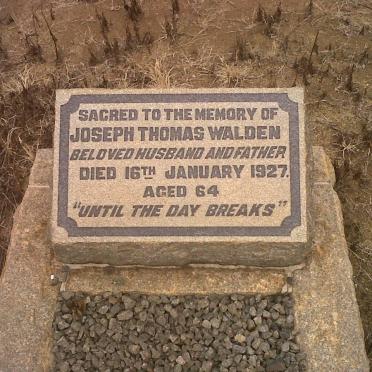 SACRED TO THE MEMORY OF
JOSEPH THOMAS WALDEN
BELOVED HUSBAND AND FATHER
DIED 16TH JANUARY 1927.
AGED 64
"UNTIL THE DAY BREAKS"